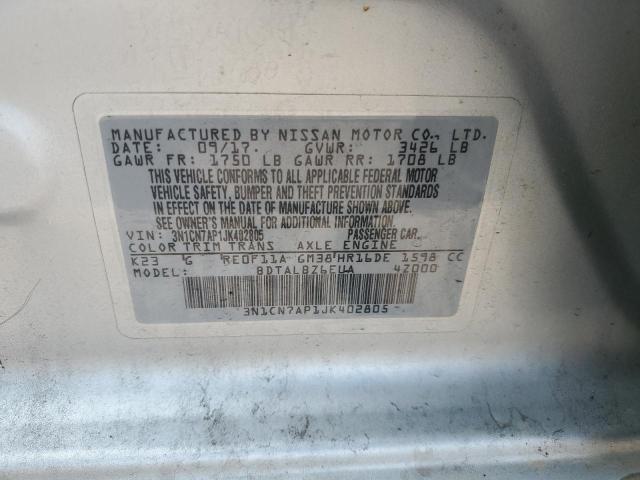 MANUFACTURED BY NISSAN MOTOR CO., LTD.
DATE: 09/17. GVWR: 3426 LB
GAWR FR: 1750 LB GAWR RR: 1708 LB
THIS VEHICLE CONFORMS TO ALL APPLICABLE FEDERAL MOTOR
VEHICLE SAFETY, BUMPER AND THEFT PREVENTION STANDARDS
IN EFFECT ON THE DATE OF MANUFACTURE SHOWN ABOVE.
SEE OWNER'S MANUAL FOR ADDITIONAL INFORMATION.
VIN: 3N1CN7AP1JK402805 PASSENGER CAR.
COLOR TRIM TRANS AXLE ENGINE
K23 G RE0F11A GM38 HR16DE 1598 CC
MODEL: BDTALBZ6EUA 4Z000
3N1CN7AP1JK402805